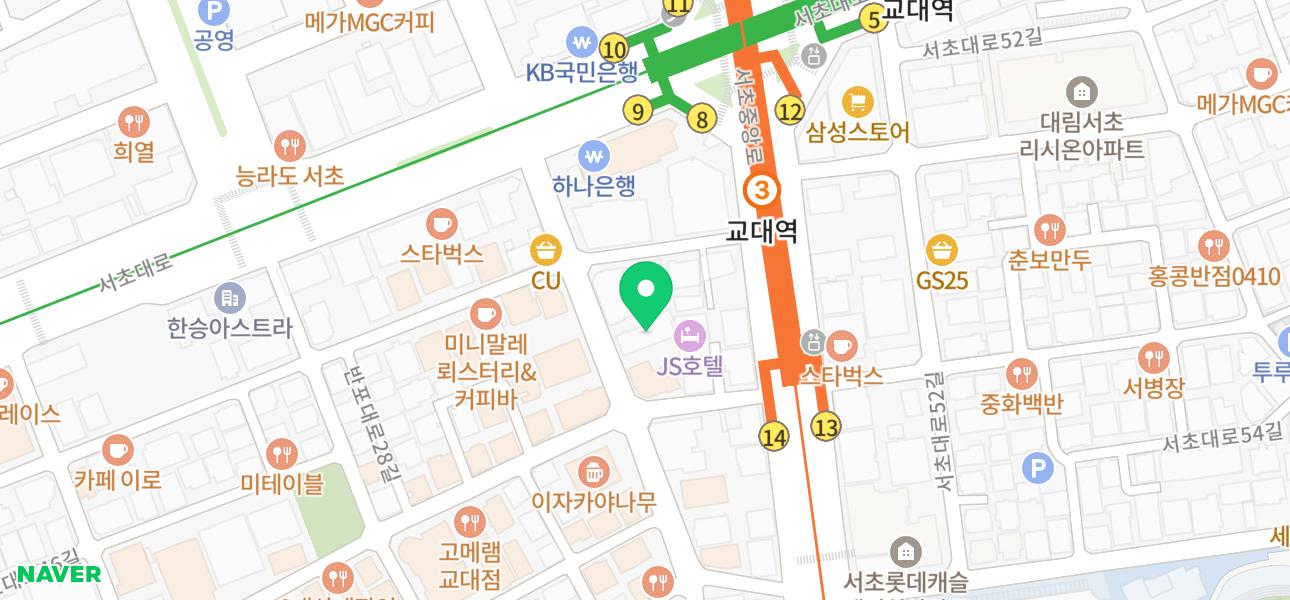 11
5
교대역
서초대로
메가MGC커피
공영
10
KB국민은행
서초대로52길
9
8
서초중앙로
12
삼성스토어
대림서초
리시온아파트
희열
능라도 서초
하나은행
3
교대역
스타벅스
CU
GS25
춘보만두
홍콩반점0410
서초대로
한승아스트라
미니말레
뢰스터리&
커피바
JS호텔
스타벅스
중화백반
서병장
레이스
반포대로28길
14
13
서초대로52길
서초대로54길
카페 이로
미테이블
이자카야나무
고메램
교대점
서초롯데캐슬
NAVER